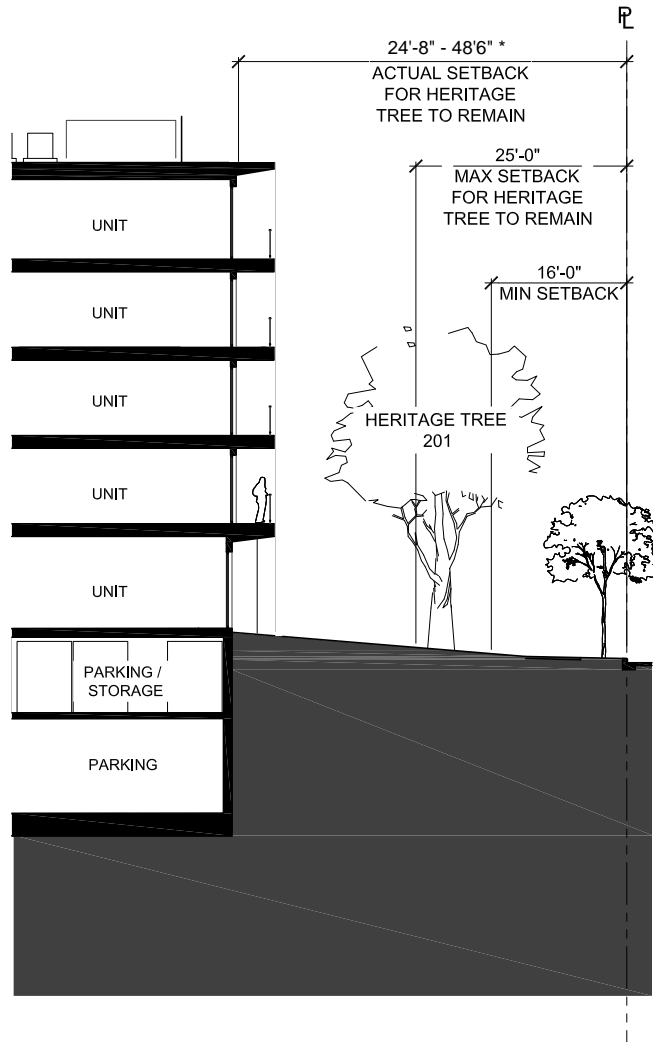 PL
24'-8" - 48'6" *
ACTUAL SETBACK
FOR HERITAGE
TREE TO REMAIN
25'-0"
MAX SETBACK
FOR HERITAGE
TREE TO REMAIN
16'-0"
MIN SETBACK
UNIT
UNIT
UNIT
HERITAGE TREE
201
UNIT
UNIT
PARKING /
STORAGE
PARKING